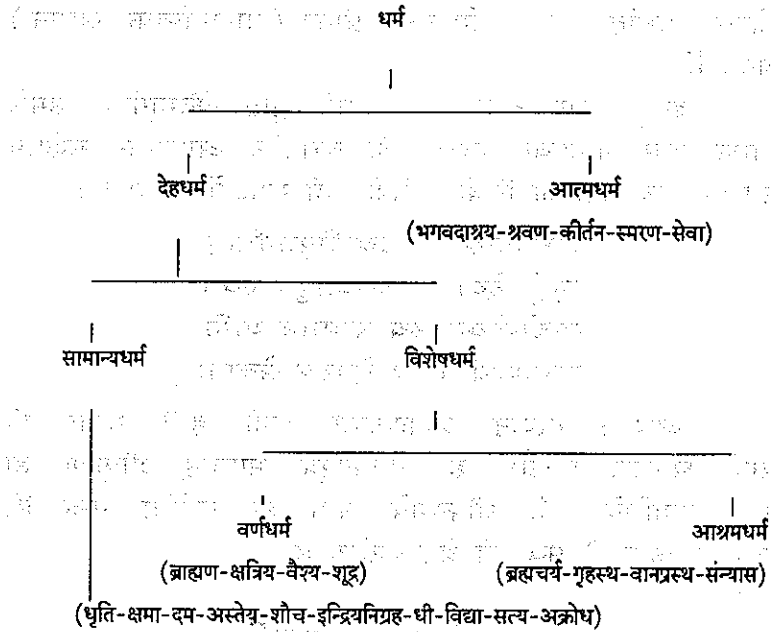 धर्म
देहधर्म आत्मधर्म
(भगवदाश्रय-श्रवण-कीर्तन-स्मरण-सेवा)
सामान्यधर्म विशेषधर्म
वर्णधर्म आश्रमधर्म
(ब्राह्मण-क्षत्रिय-वैश्य-शूद्र) (ब्रह्मचर्य-गृहस्थ-वानप्रस्थ-संन्यास)
(धृति-क्षमा-दम-अस्तेय-शौच-इन्द्रियनिग्रह-धी-विद्या-सत्य-अक्रोध)